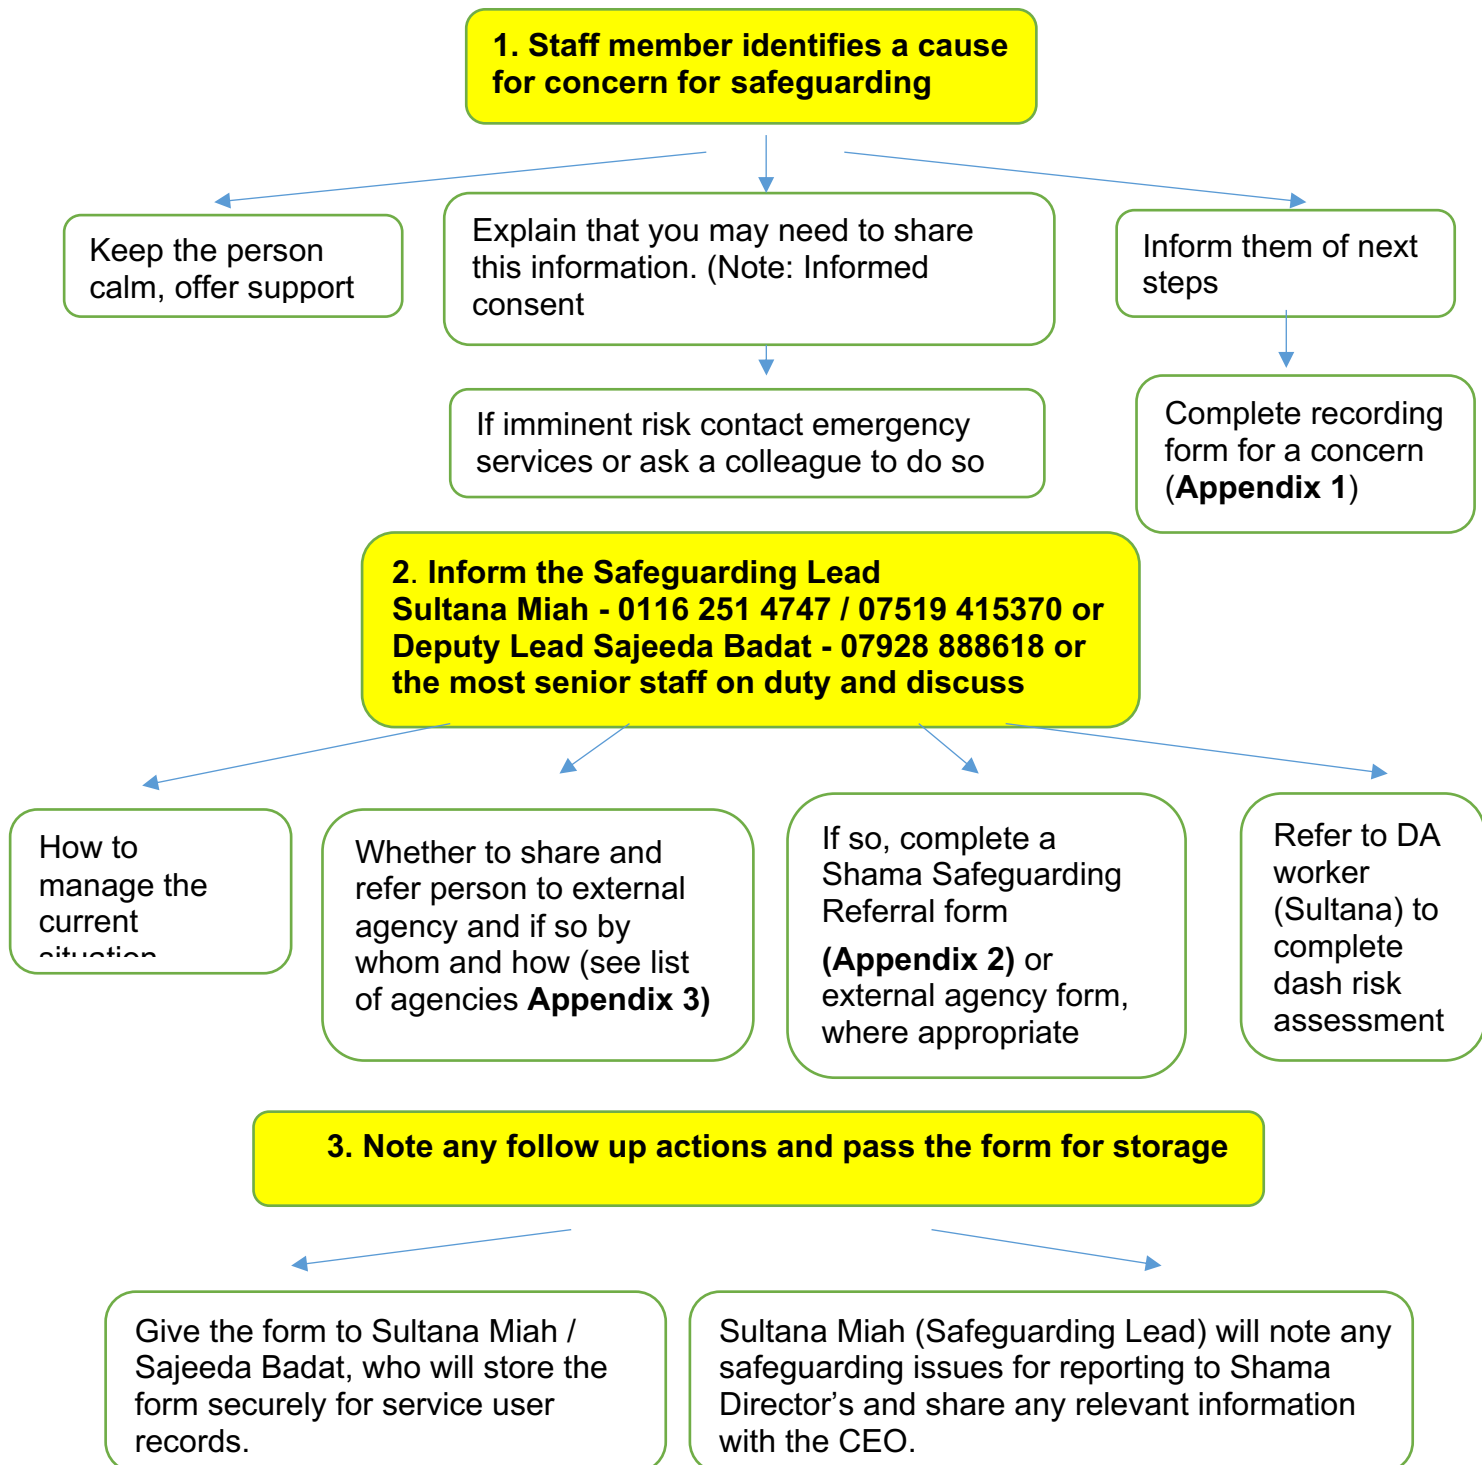 1. Staff member identifies a cause
for concern for safeguarding
Keep the person
calm, offer support
Explain that you may need to share
this information. (Note: Informed
consent
Inform them of next
steps
If imminent risk contact emergency
services or ask a colleague to do so
Complete recording
form for a concern
(Appendix 1)
2. Inform the Safeguarding Lead
Sultana Miah - 0116 251 4747 / 07519 415370 or
Deputy Lead Sajeeda Badat - 07928 888618 or
the most senior staff on duty and discuss
How to
manage the
current
situation
Whether to share and
refer person to external
agency and if so by
whom and how (see list
of agencies Appendix 3)
If so, complete a
Shama Safeguarding
Referral form
(Appendix 2) or
external agency form,
where appropriate
Refer to DA
worker
(Sultana) to
complete
dash risk
assessment
3. Note any follow up actions and pass the form for storage
Give the form to Sultana Miah /
Sajeeda Badat, who will store the
form securely for service user
records.
Sultana Miah (Safeguarding Lead) will note any
safeguarding issues for reporting to Shama
Director's and share any relevant information
with the CEO.